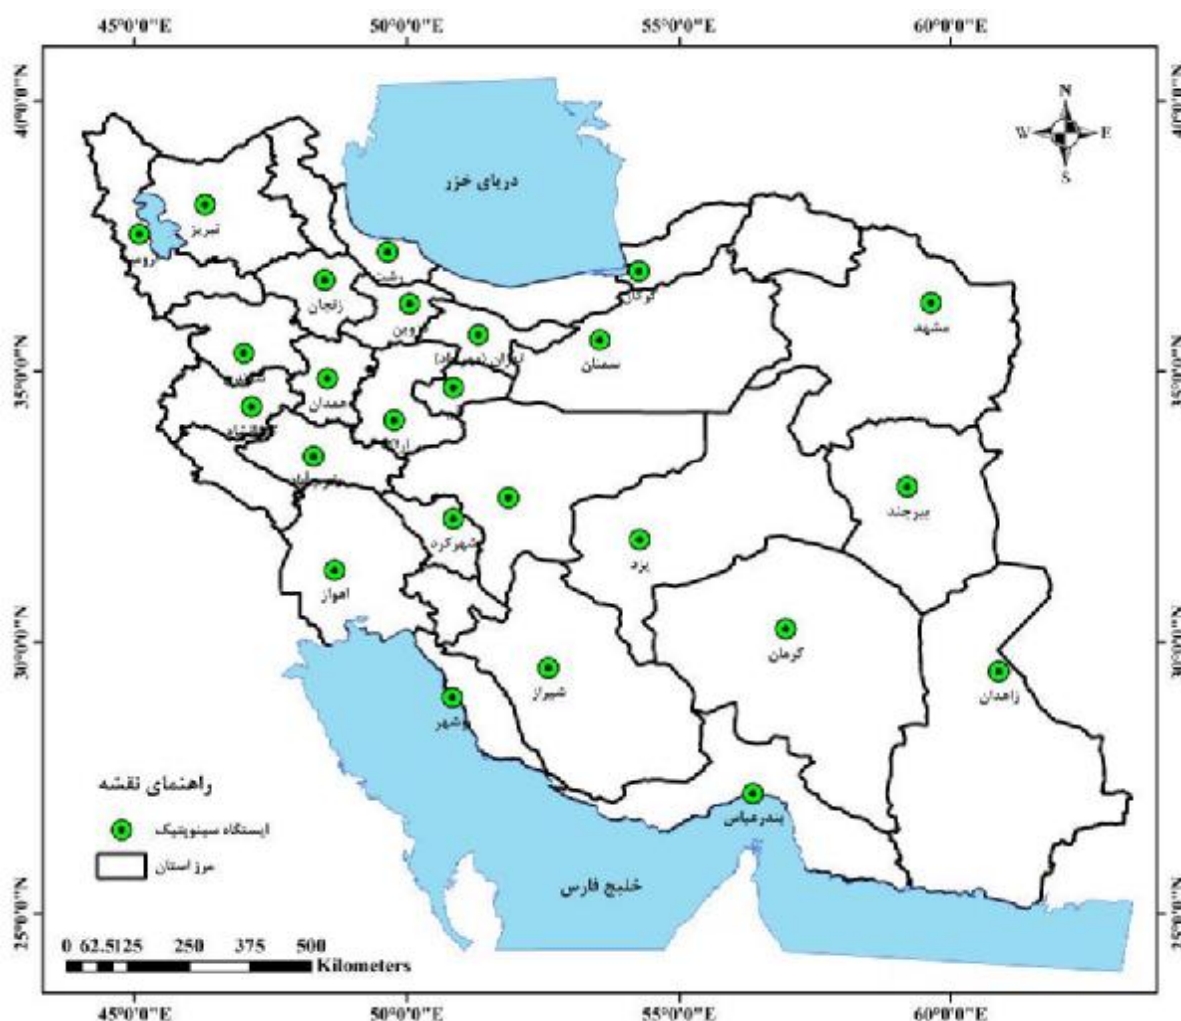 45°0'0"E 50°0'0"E 55°0'0"E 60°0'0"E
40°0'0"N
N
W E
S
دریای خزر
تبریز
رشت
زنجان
مشهد
سمنان
35°0'0"N
همدان
بیرجند
شهرکرد
یزد
اهواز
30°0'0"N
کرمان
شیراز
زاهدان
بندرعباس
راهنمای نقشه
ایستگاه سینوپتیک
مرز استان
خلیج فارس
25°0'0"N
0 62.5125 250 375 500
Kilometers
45°0'0"E 50°0'0"E 55°0'0"E 60°0'0"E